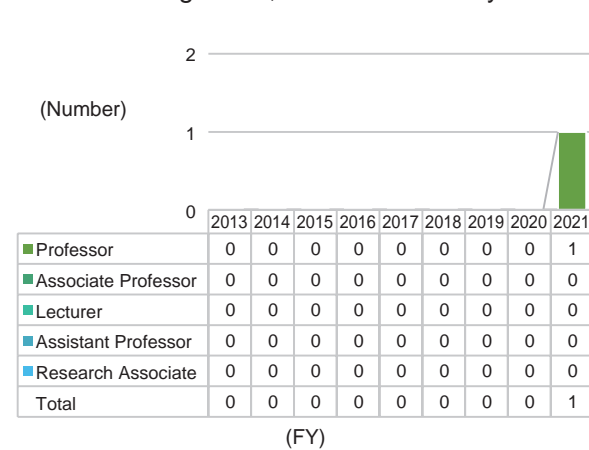 2
(Number)
1
0
2013 2014 2015 2016 2017 2018 2019 2020 2021
Professor 0 0 0 0 0 0 0 0 1
Associate Professor 0 0 0 0 0 0 0 0 0
Lecturer 0 0 0 0 0 0 0 0 0
Assistant Professor 0 0 0 0 0 0 0 0 0
Research Associate 0 0 0 0 0 0 0 0 0
Total 0 0 0 0 0 0 0 0 1
(FY)